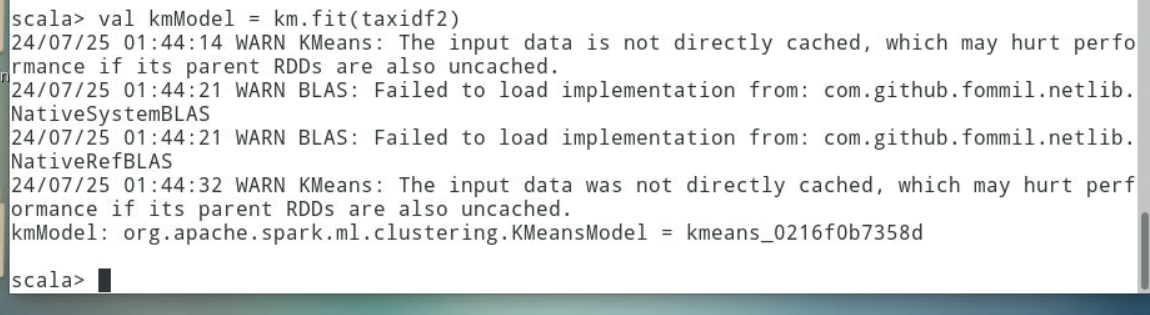 scala> val kmModel = km.fit(taxidf2)
24/07/25 01:44:14 WARN KMeans: The input data is not directly cached, which may hurt perfo
rmance if its parent RDDs are also uncached.
24/07/25 01:44:21 WARN BLAS: Failed to load implementation from: com.github.fommil.netlib.
NativeSystemBLAS
24/07/25 01:44:21 WARN BLAS: Failed to load implementation from: com.github.fommil.netlib.
NativeRefBLAS
24/07/25 01:44:32 WARN KMeans: The input data was not directly cached, which may hurt perf
ormance if its parent RDDs are also uncached.
kmModel: org.apache.spark.ml.clustering.KMeansModel = kmeans_0216f0b7358d
scala>